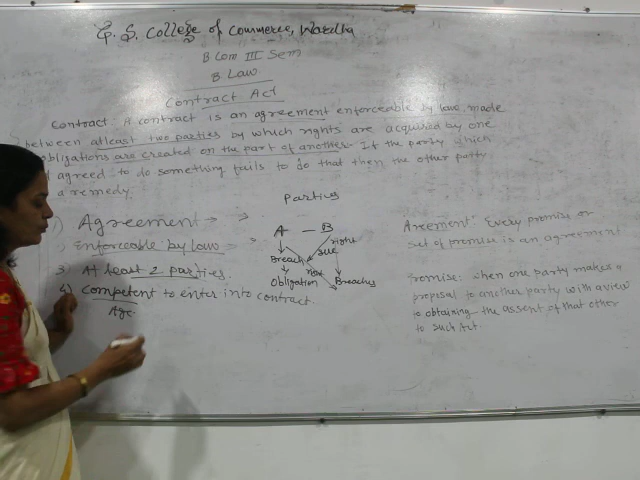 G. S. College of Commerce, Wardha
B Com III Sem
B Law
Contract Act
Contract A contract is an agreement enforceable by law made
between atleast two parties by which rights are acquired by one
obligations are created on the part of another. If the party which
agreed to do something fails to do that then the other party
a remedy.
Parties
1) Agreement
A – B
Enforceable by law
right
sue
Breach
3) At least 2 parties.
not
Obligation
Breaches
4) Competent to enter into contract.
Age
Areement: Every promise or
set of promise is an agreement
Promise: when one party makes a
proposal to another party with a view
to obtaining the assent of that other
to such Act.